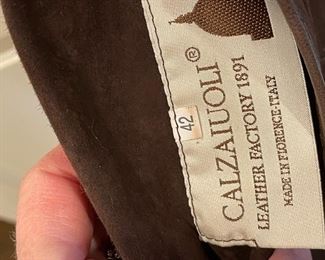 CALZAIUOLI®
LEATHER FACTORY 1891
MADE IN FLORENCE-ITALY
42